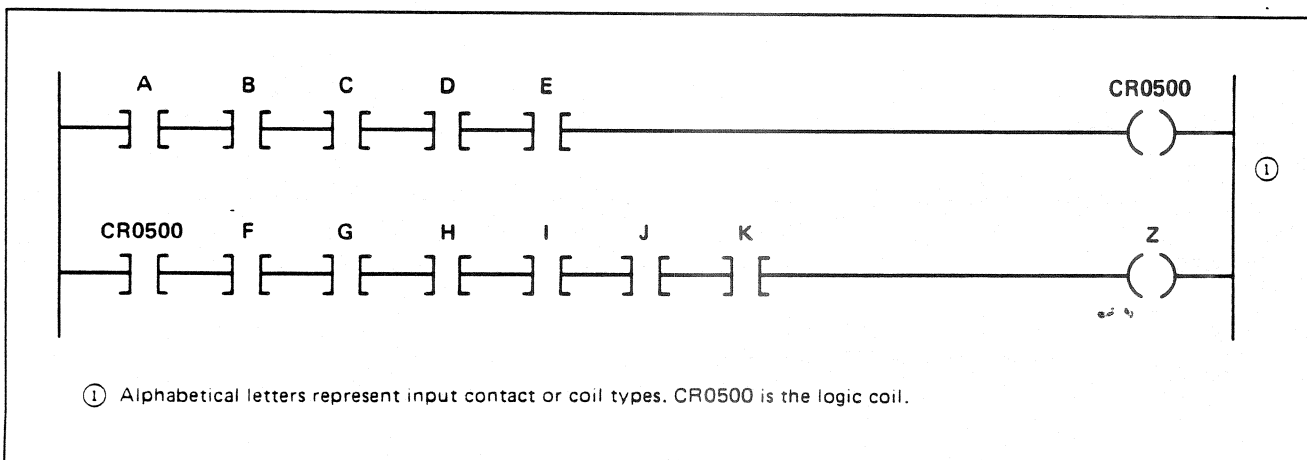 A B C D E CR0500
①
CR0500 F G H I J K Z
① Alphabetical letters represent input contact or coil types. CR0500 is the logic coil.